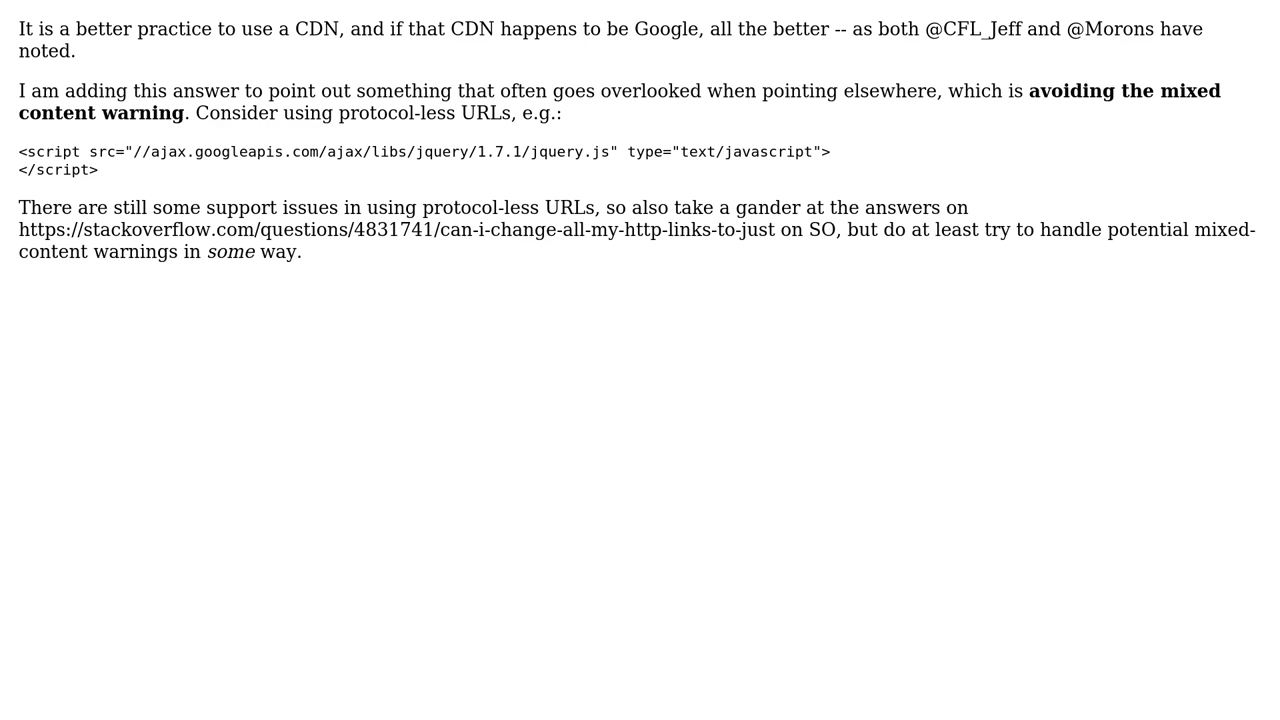 It is a better practice to use a CDN, and if that CDN happens to be Google, all the better -- as both @CFL_Jeff and @Morons have
noted.
I am adding this answer to point out something that often goes overlooked when pointing elsewhere, which is avoiding the mixed
content warning. Consider using protocol-less URLs, e.g.:
<script src="//ajax.googleapis.com/ajax/libs/jquery/1.7.1/jquery.js" type="text/javascript">
</script>
There are still some support issues in using protocol-less URLs, so also take a gander at the answers on
https://stackoverflow.com/questions/4831741/can-i-change-all-my-http-links-to-just on SO, but do at least try to handle potential mixed-
content warnings in some way.